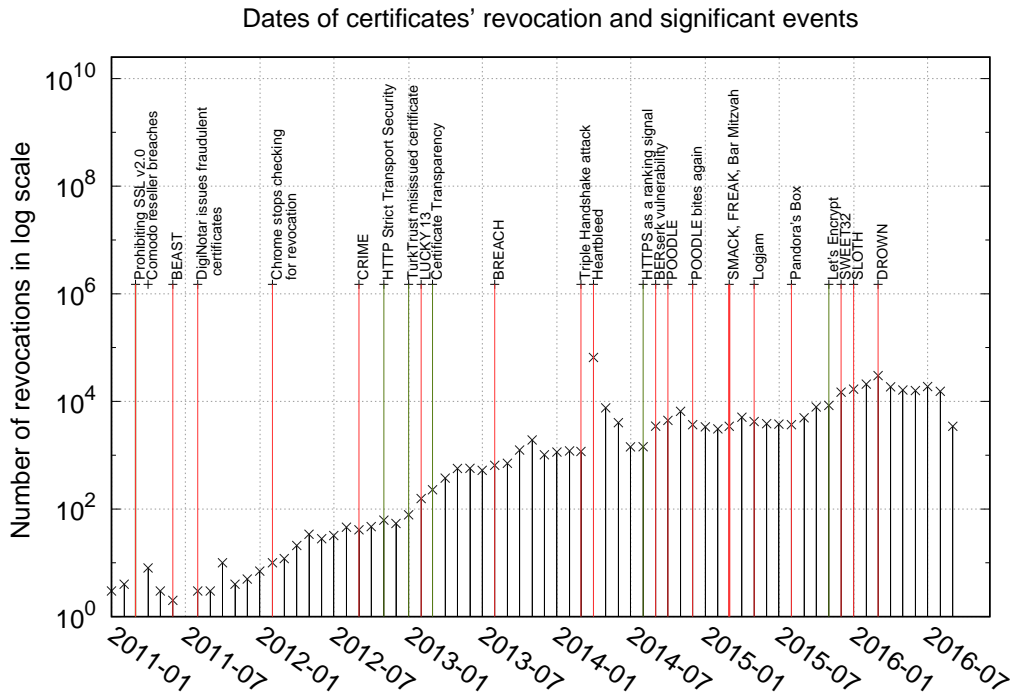 Dates of certificates’ revocation and significant events
Number of revocations in log scale
10^10
10^8
10^6
10^4
10^2
10^0
Prohibiting SSL v2.0
Comodo reseller breaches
BEAST
DigiNotar issues fraudulent
certificates
Chrome stops checking
for revocation
CRIME
HTTP Strict Transport Security
TurkTrust misissued certificate
LUCKY 13
Certificate Transparency
BREACH
Triple Handshake attack
Heartbleed
HTTPS as a ranking signal
BERserk vulnerability
POODLE
POODLE bites again
SMACK, FREAK, Bar Mitzvah
Logjam
Pandora's Box
Let's Encrypt
SWEET32
SLOTH
DROWN
2011-01
2011-07
2012-01
2012-07
2013-01
2013-07
2014-01
2014-07
2015-01
2015-07
2016-01
2016-07